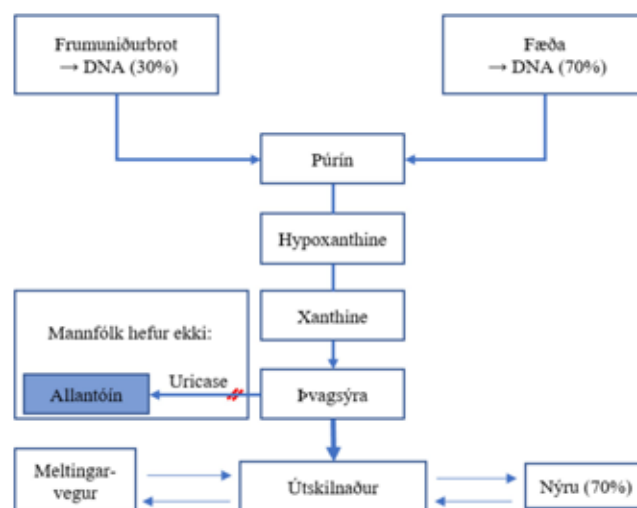 Frumuniðurbrot
→ DNA (30%)
Fæða
→ DNA (70%)
Púrín
Hypoxanthine
Xanthine
Mannfólk hefur ekki:
Uricase
Allantóín
Þvagsýra
Meltingar-
vegur
Útskilnaður
Nýru (70%)